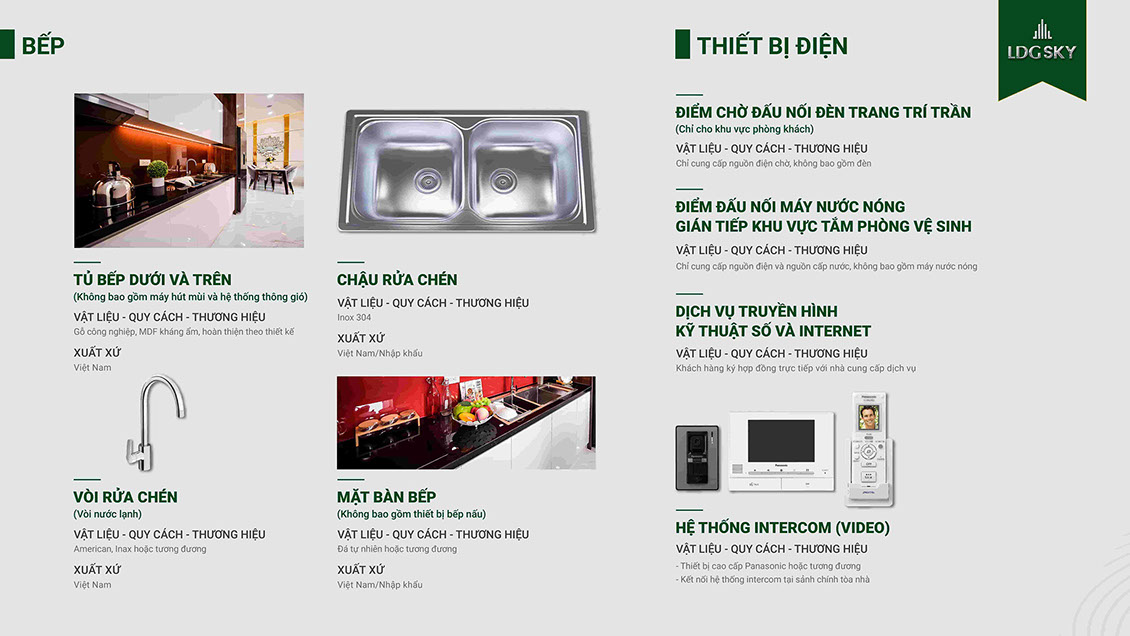 BẾP
TỦ BẾP DƯỚI VÀ TRÊN
(Không bao gồm máy hút mùi và hệ thống thông gió)
VẬT LIỆU - QUY CÁCH - THƯƠNG HIỆU
Gỗ công nghiệp, MDF kháng ẩm, hoàn thiện theo thiết kế
XUẤT XỨ
Việt Nam
CHẬU RỬA CHÉN
VẬT LIỆU - QUY CÁCH - THƯƠNG HIỆU
Inox 304
XUẤT XỨ
Việt Nam/Nhập khẩu
VÒI RỬA CHÉN
(Vòi nước lạnh)
VẬT LIỆU - QUY CÁCH - THƯƠNG HIỆU
American, Inax hoặc tương đương
XUẤT XỨ
Việt Nam
MẶT BÀN BẾP
(Không bao gồm thiết bị bếp nấu)
VẬT LIỆU - QUY CÁCH - THƯƠNG HIỆU
Đá tự nhiên hoặc tương đương
XUẤT XỨ
Việt Nam/Nhập khẩu
THIẾT BỊ ĐIỆN
LDG SKY
ĐIỂM CHỜ ĐẤU NỐI ĐÈN TRANG TRÍ TRẦN
(Chỉ cho khu vực phòng khách)
VẬT LIỆU - QUY CÁCH - THƯƠNG HIỆU
Chỉ cung cấp nguồn điện chờ, không bao gồm đèn
ĐIỂM ĐẤU NỐI MÁY NƯỚC NÓNG
GIÁN TIẾP KHU VỰC TẮM PHÒNG VỆ SINH
VẬT LIỆU - QUY CÁCH - THƯƠNG HIỆU
Chỉ cung cấp nguồn điện và nguồn cấp nước, không bao gồm máy nước nóng
DỊCH VỤ TRUYỀN HÌNH
KỸ THUẬT SỐ VÀ INTERNET
VẬT LIỆU - QUY CÁCH - THƯƠNG HIỆU
Khách hàng ký hợp đồng trực tiếp với nhà cung cấp dịch vụ
Panasonic
Panasonic
HỆ THỐNG INTERCOM (VIDEO)
VẬT LIỆU - QUY CÁCH - THƯƠNG HIỆU
- Thiết bị cao cấp Panasonic hoặc tương đương
- Kết nối hệ thống intercom tại sảnh chính tòa nhà